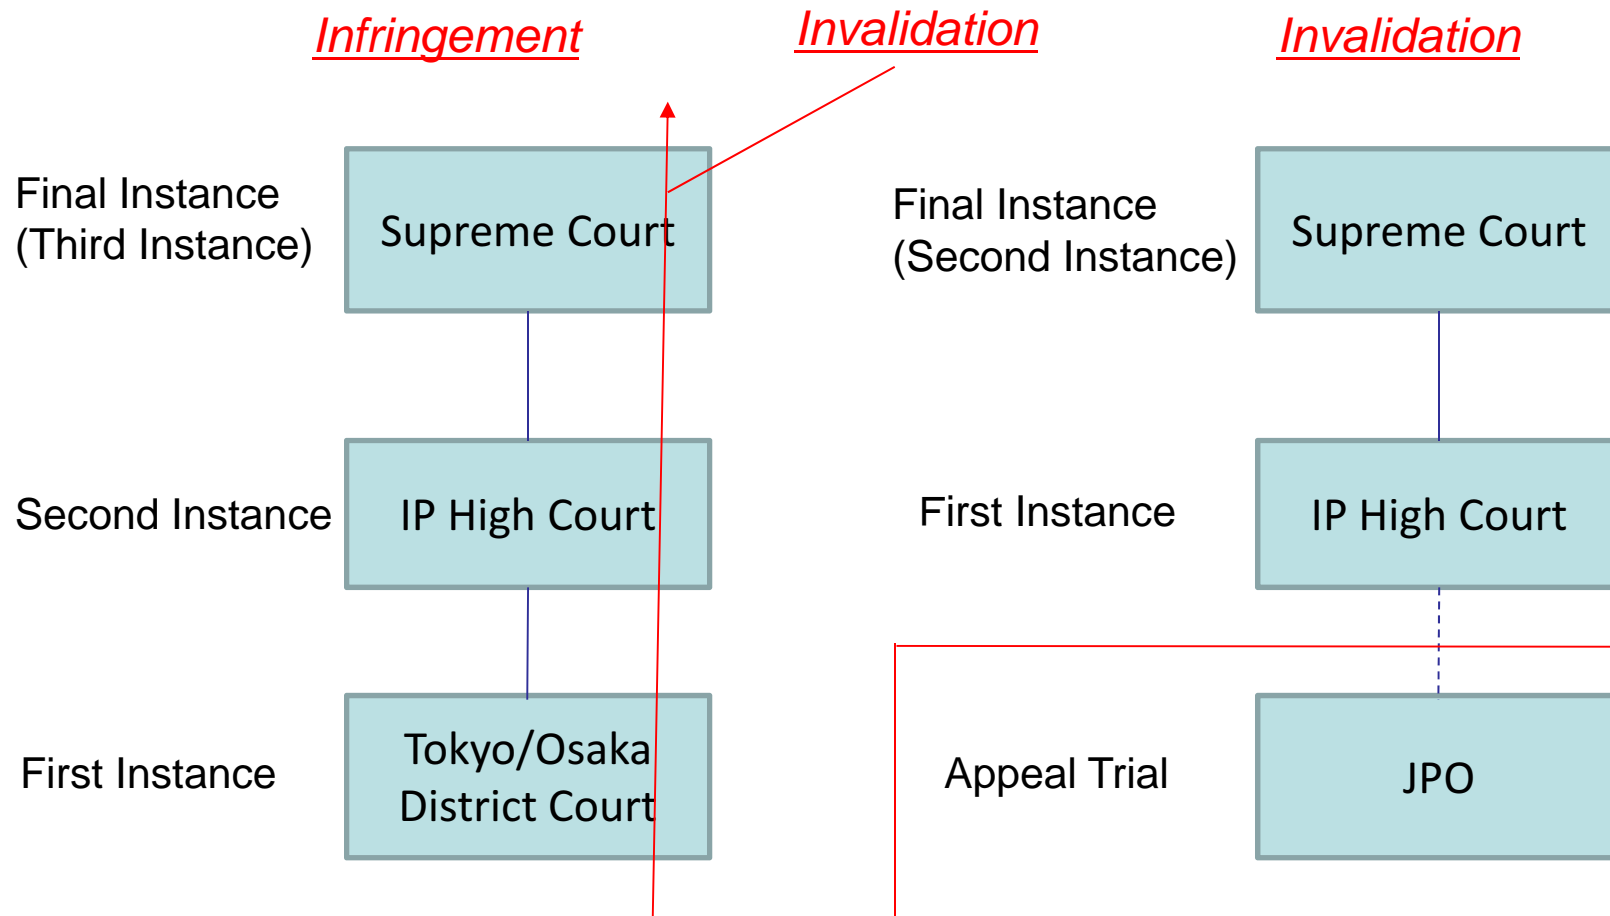 Infringement
Invalidation
Invalidation
Final Instance
(Third Instance)
Supreme Court
Final Instance
(Second Instance)
Supreme Court
Second Instance
IP High Court
First Instance
IP High Court
First Instance
Tokyo/Osaka
District Court
Appeal Trial
JPO